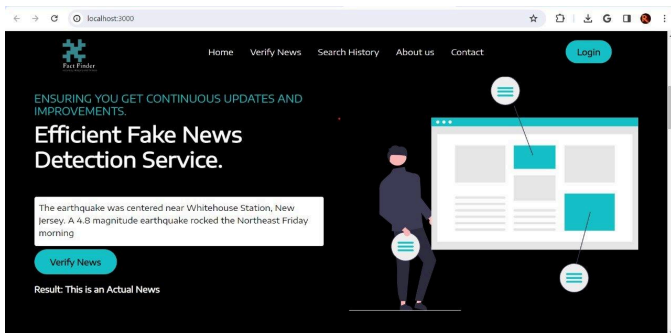 localhost:3000
Fact Finder
Home Verify News Search History About us Contact Login
ENSURING YOU GET CONTINUOUS UPDATES AND
IMPROVEMENTS.
Efficient Fake News
Detection Service.
The earthquake was centered near Whitehouse Station, New
Jersey. A 4.8 magnitude earthquake rocked the Northeast Friday
morning
Verify News
Result: This is an Actual News